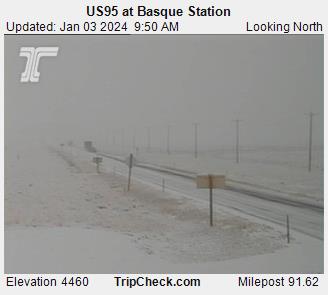 US95 at Basque Station
Updated: Jan 03 2024 9:50 AM Looking North
Elevation 4460 TripCheck.com Milepost 91.62